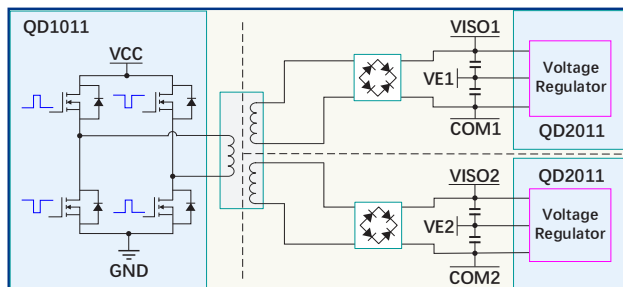 QD1011
VCC
GND
VISO1
VE1
COM1
Voltage
Regulator
QD2011
VISO2
VE2
COM2
QD2011
Voltage
Regulator